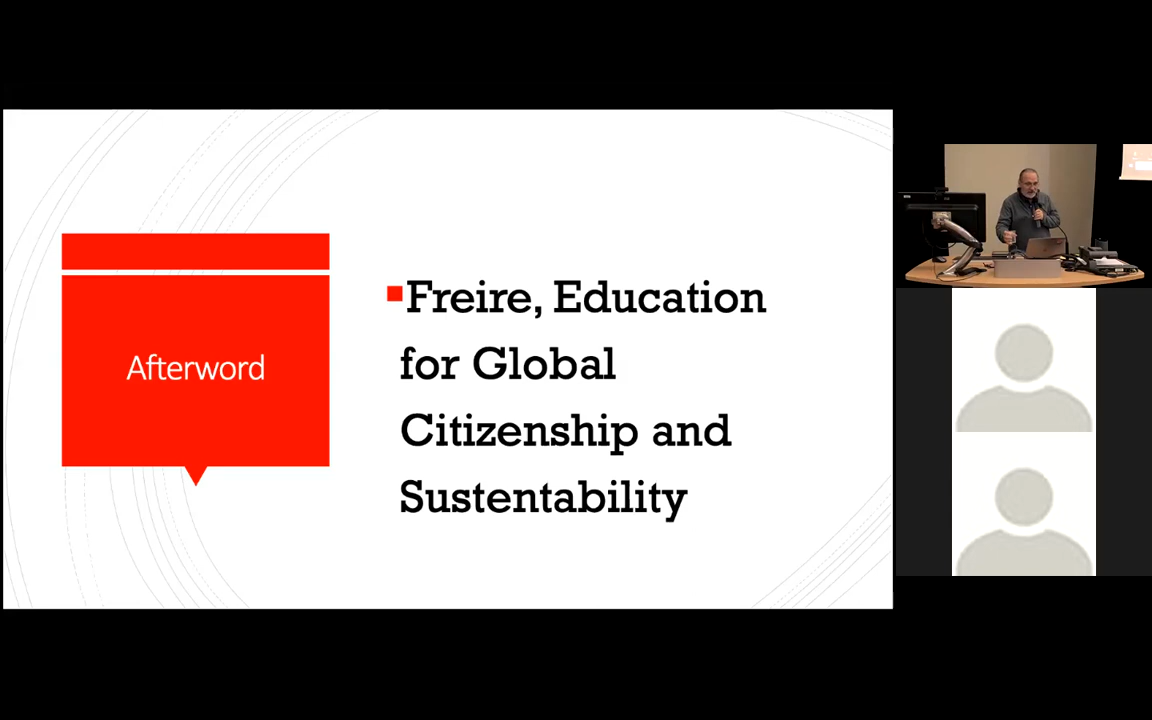 Afterword
Freire, Education
for Global
Citizenship and
Sustentability